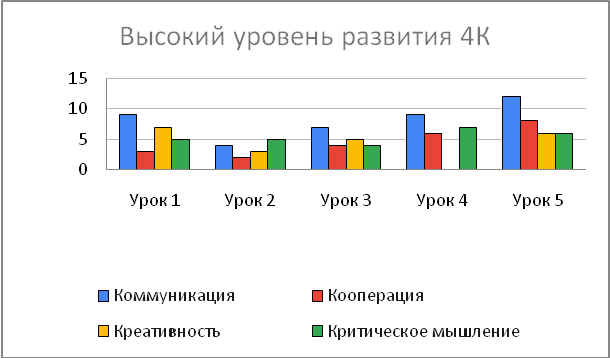 Высокий уровень развития 4К
15
10
5
0
Урок 1 Урок 2 Урок 3 Урок 4 Урок 5
Коммуникация Кооперация
Креативность Критическое мышление